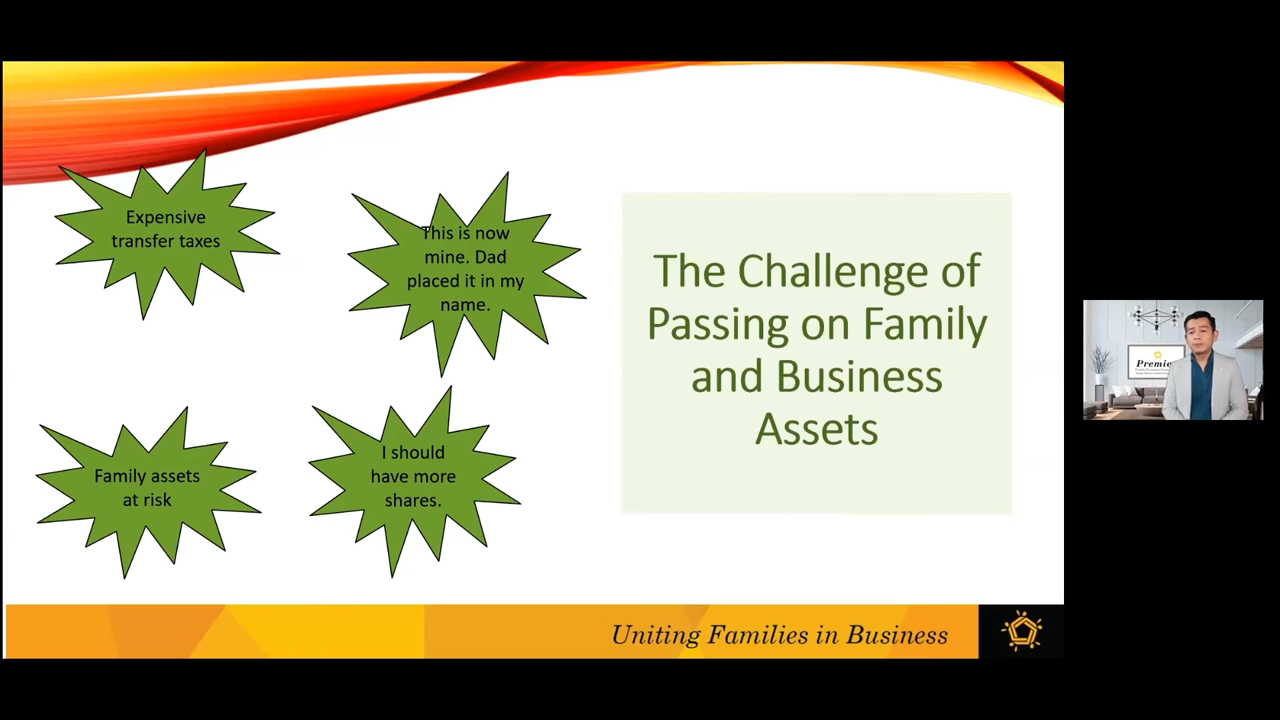 Expensive
transfer taxes
This is now
mine. Dad
placed it in my
name.
Family assets
at risk
I should
have more
shares.
The Challenge of
Passing on Family
and Business
Assets
Uniting Families in Business